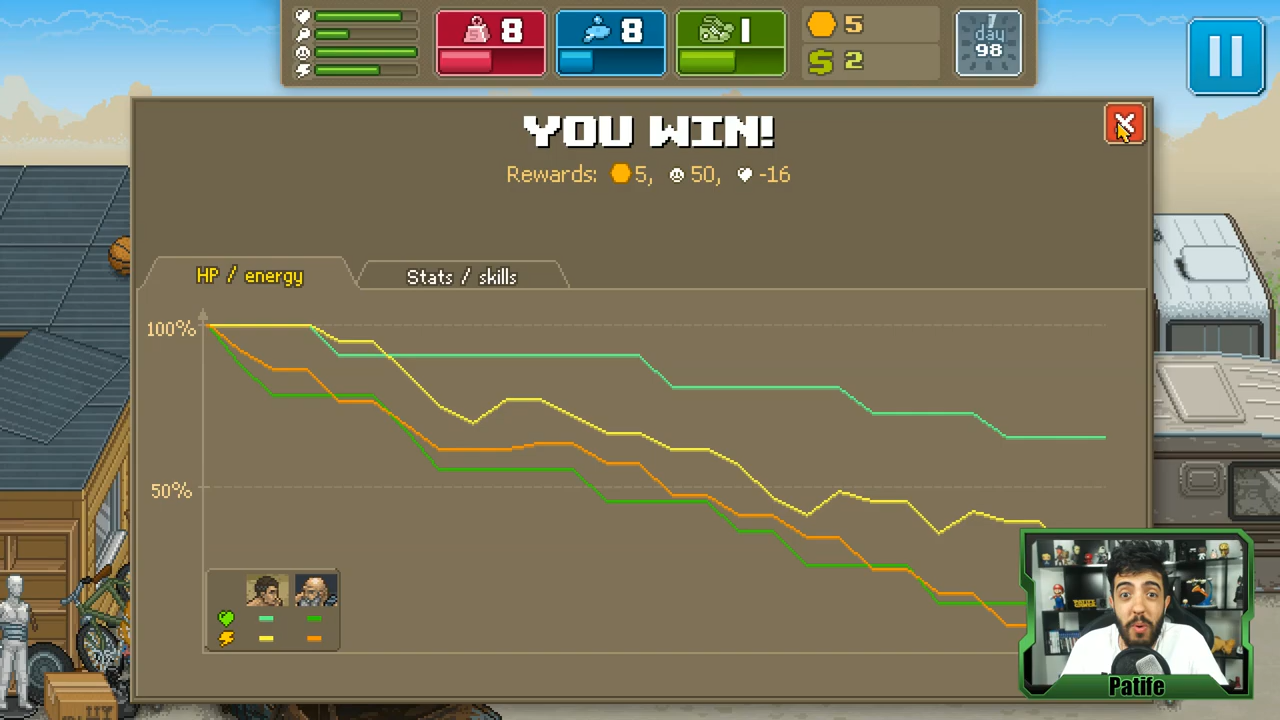 8
8
1
5
2
7
day
98
YOU WIN!
Rewards: 5, 50, -16
HP / energy
Stats / skills
100%
50%
Patife